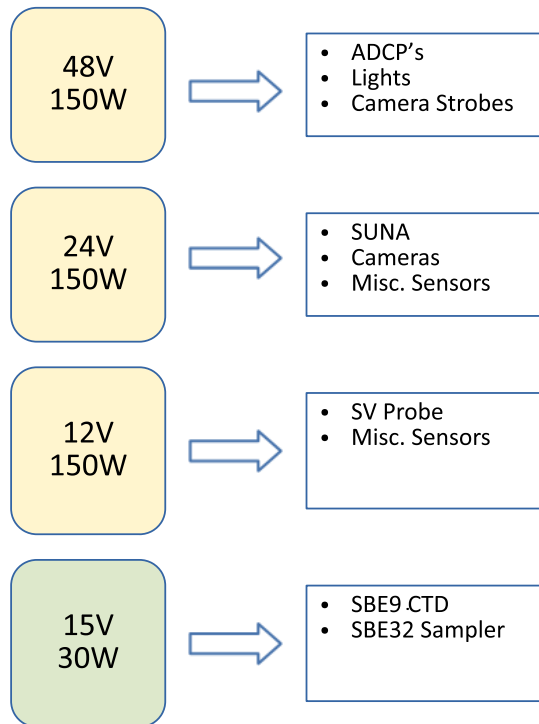 48V
150W
• ADCP’s
• Lights
• Camera Strobes
24V
150W
• SUNA
• Cameras
• Misc. Sensors
12V
150W
• SV Probe
• Misc. Sensors
15V
30W
• SBE9 .CTD
• SBE32 Sampler